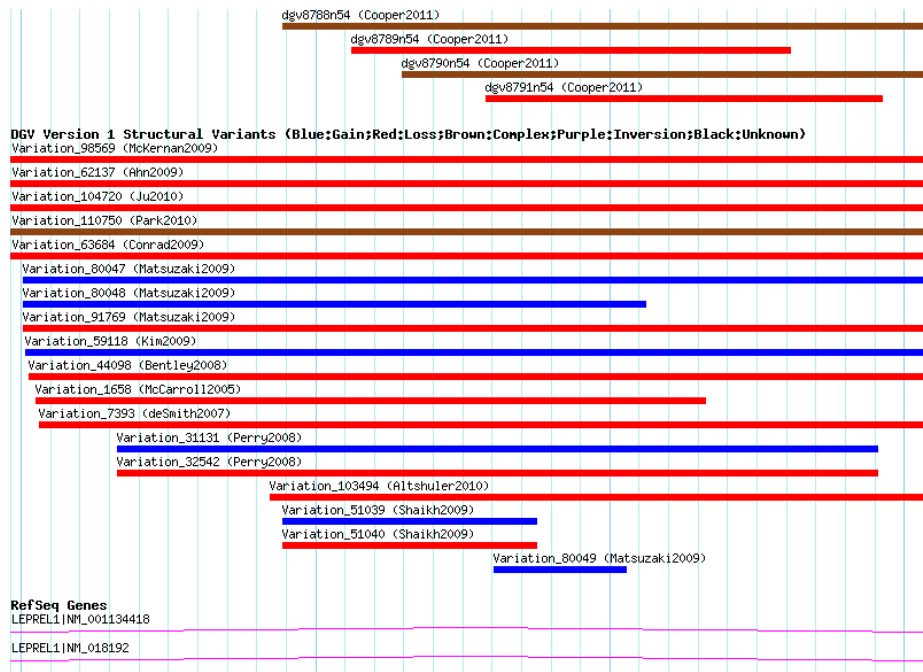 dgv8788n54 (Cooper2011)
dgv8789n54 (Cooper2011)
dgv8790n54 (Cooper2011)
dgv8791n54 (Cooper2011)
DGV Version 1 Structural Variants (Blue:Gain;Red:Loss;Brown:Complex;Purple:Inversion;Black:Unknown)
Variation_98569 (McKernan2009)
Variation_62137 (Ahn2009)
Variation_104720 (Ju2010)
Variation_110750 (Park2010)
Variation_63684 (Conrad2009)
Variation_80047 (Matsuzaki2009)
Variation_80048 (Matsuzaki2009)
Variation_91769 (Matsuzaki2009)
Variation_59118 (Kim2009)
Variation_44098 (Bentley2008)
Variation_1658 (McCarroll2005)
Variation_7393 (deSmith2007)
Variation_31131 (Perry2008)
Variation_32542 (Perry2008)
Variation_103494 (Altshuler2010)
Variation_51039 (Shaikh2009)
Variation_51040 (Shaikh2009)
Variation_80049 (Matsuzaki2009)
RefSeq Genes
LEPREL1|NM_001134418
LEPREL1|NM_018192